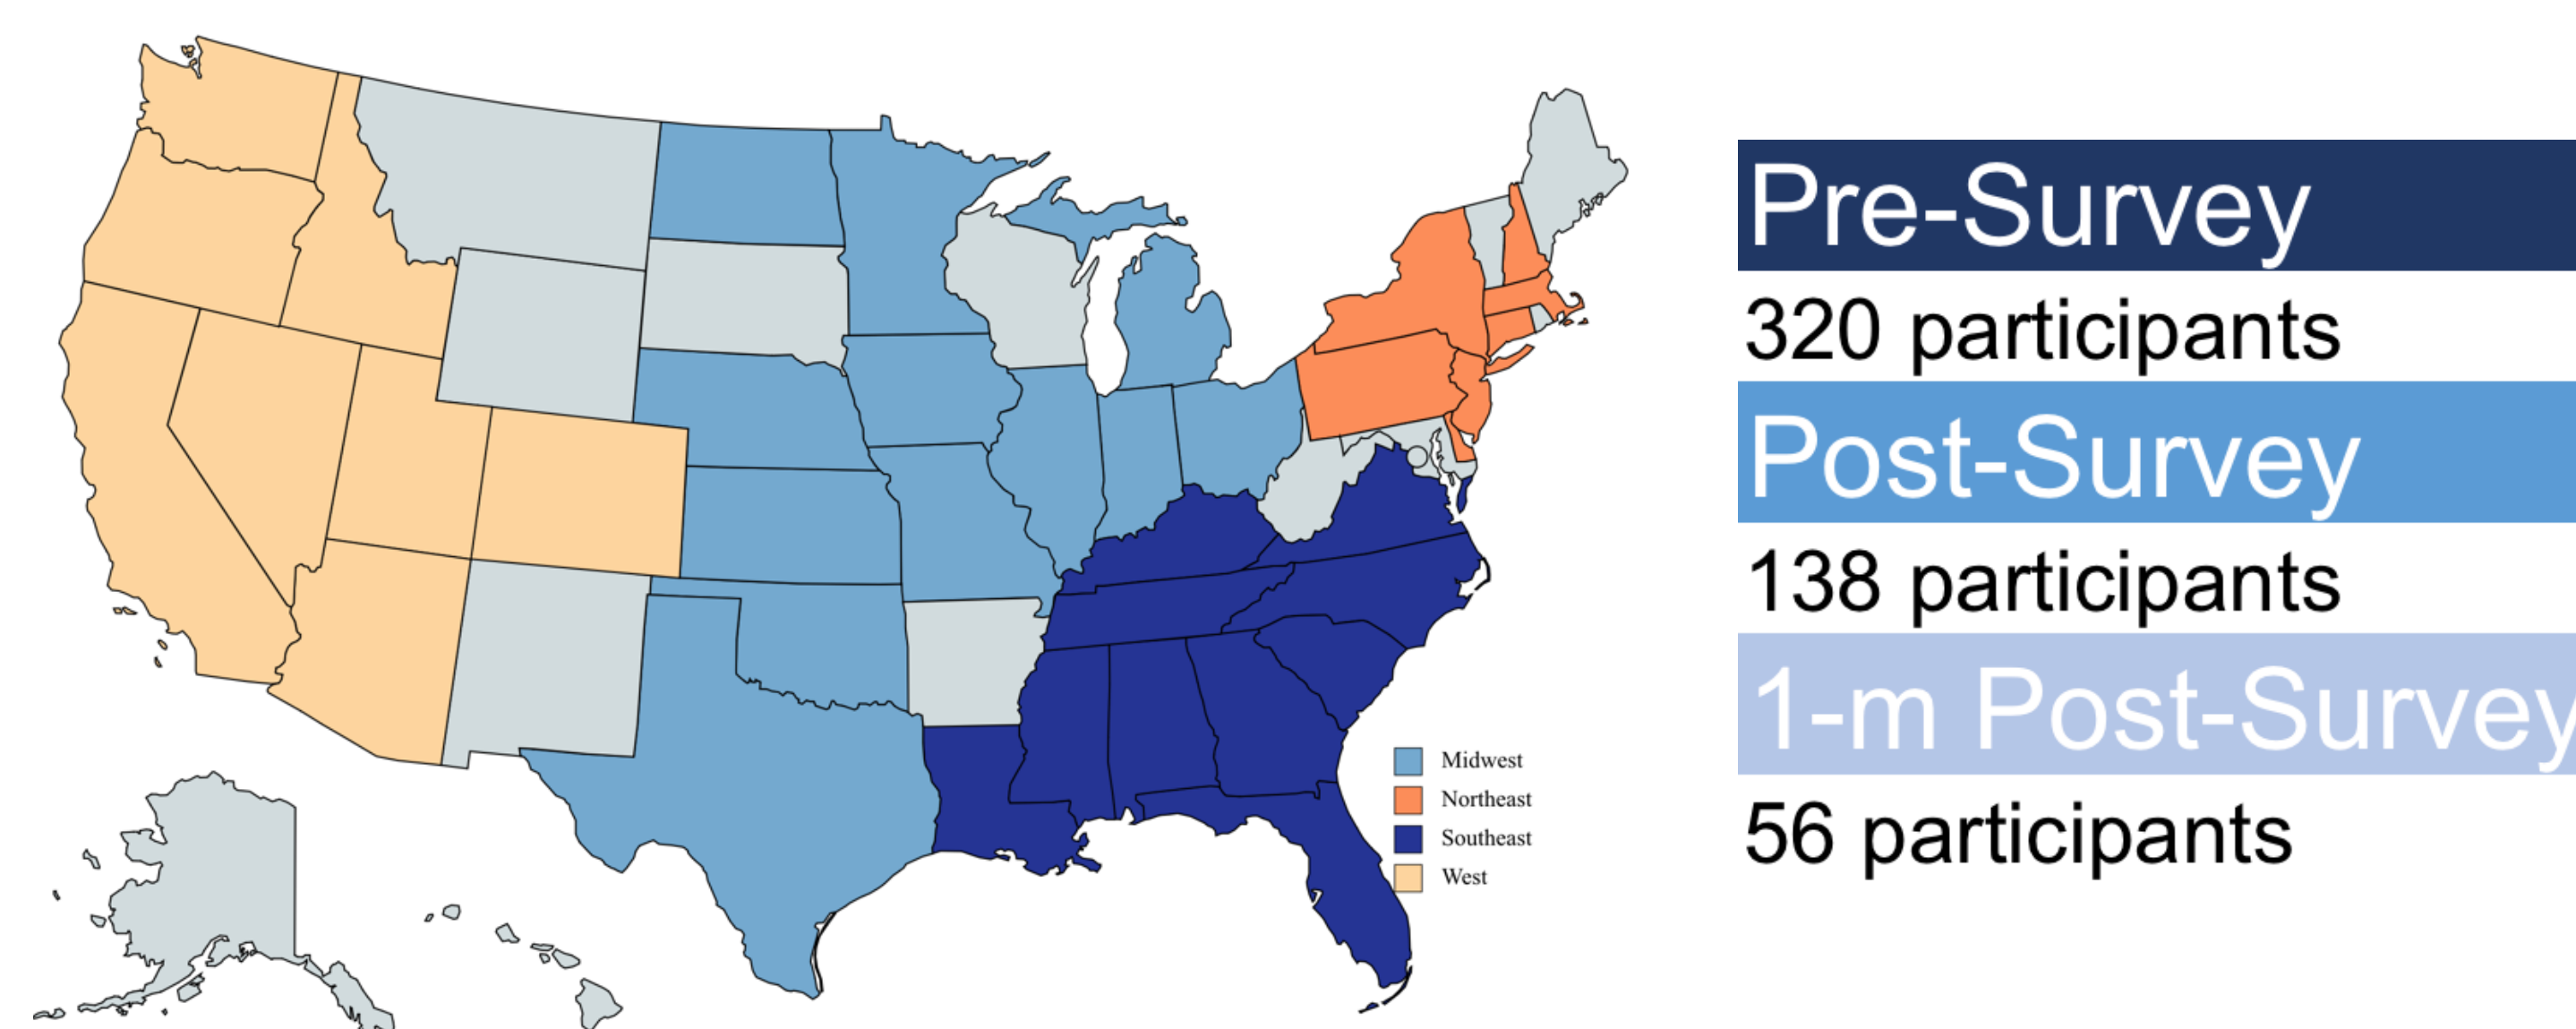 Midwest
Northeast
Southeast
West
Pre-Survey
320 participants
Post-Survey
138 participants
1-m Post-Survey
56 participants